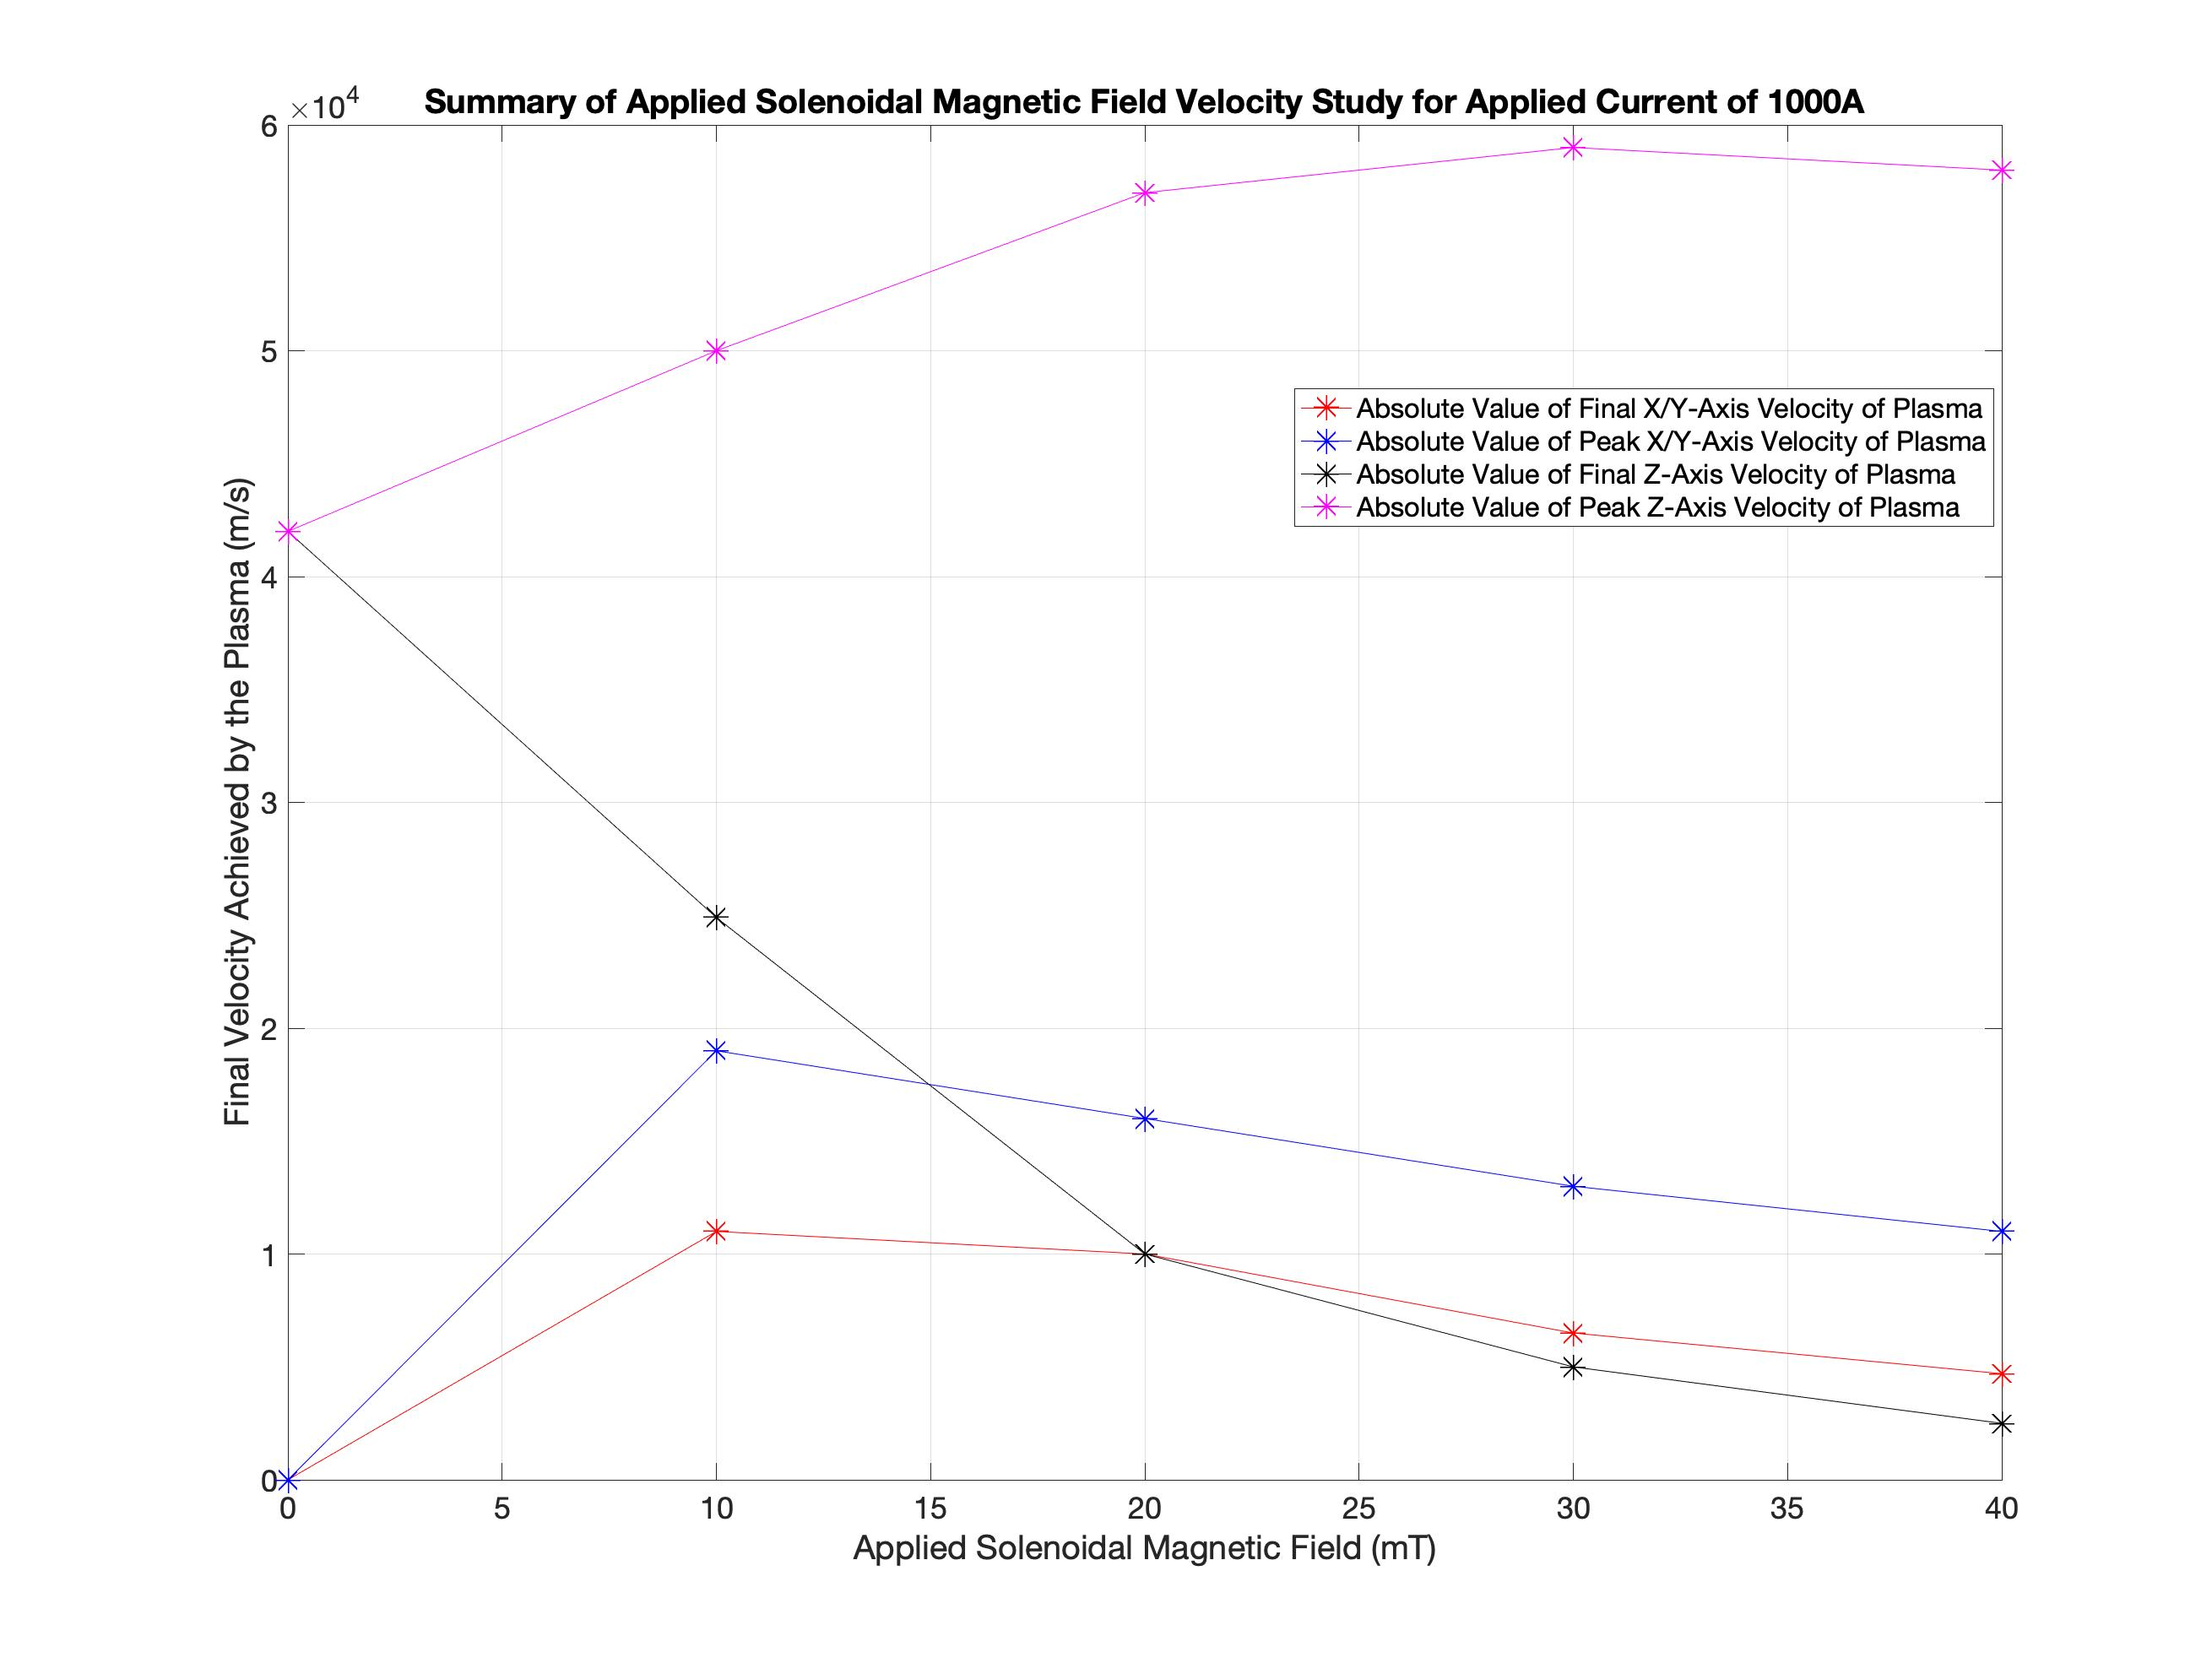 Summary of Applied Solenoidal Magnetic Field Velocity Study for Applied Current of 1000A
×10⁴
6
5
4
3
2
1
0
Final Velocity Achieved by the Plasma (m/s)
Absolute Value of Final X/Y-Axis Velocity of Plasma
Absolute Value of Peak X/Y-Axis Velocity of Plasma
Absolute Value of Final Z-Axis Velocity of Plasma
Absolute Value of Peak Z-Axis Velocity of Plasma
0 5 10 15 20 25 30 35 40
Applied Solenoidal Magnetic Field (mT)